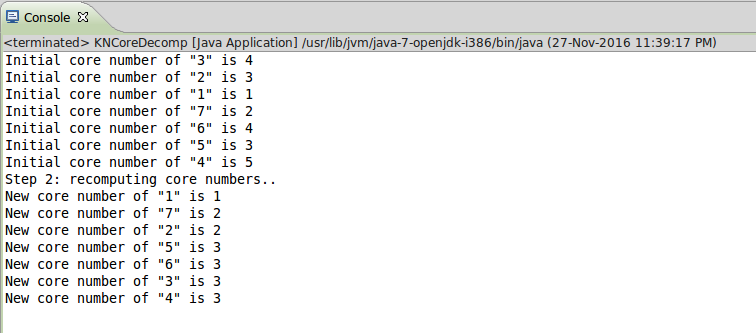 Console
<terminated> KNCoreDecomp [Java Application] /usr/lib/jvm/java-7-openjdk-i386/bin/java (27-Nov-2016 11:39:17 PM)
Initial core number of "3" is 4
Initial core number of "2" is 3
Initial core number of "1" is 1
Initial core number of "7" is 2
Initial core number of "6" is 4
Initial core number of "5" is 3
Initial core number of "4" is 5
Step 2: recomputing core numbers..
New core number of "1" is 1
New core number of "7" is 2
New core number of "2" is 2
New core number of "5" is 3
New core number of "6" is 3
New core number of "3" is 3
New core number of "4" is 3